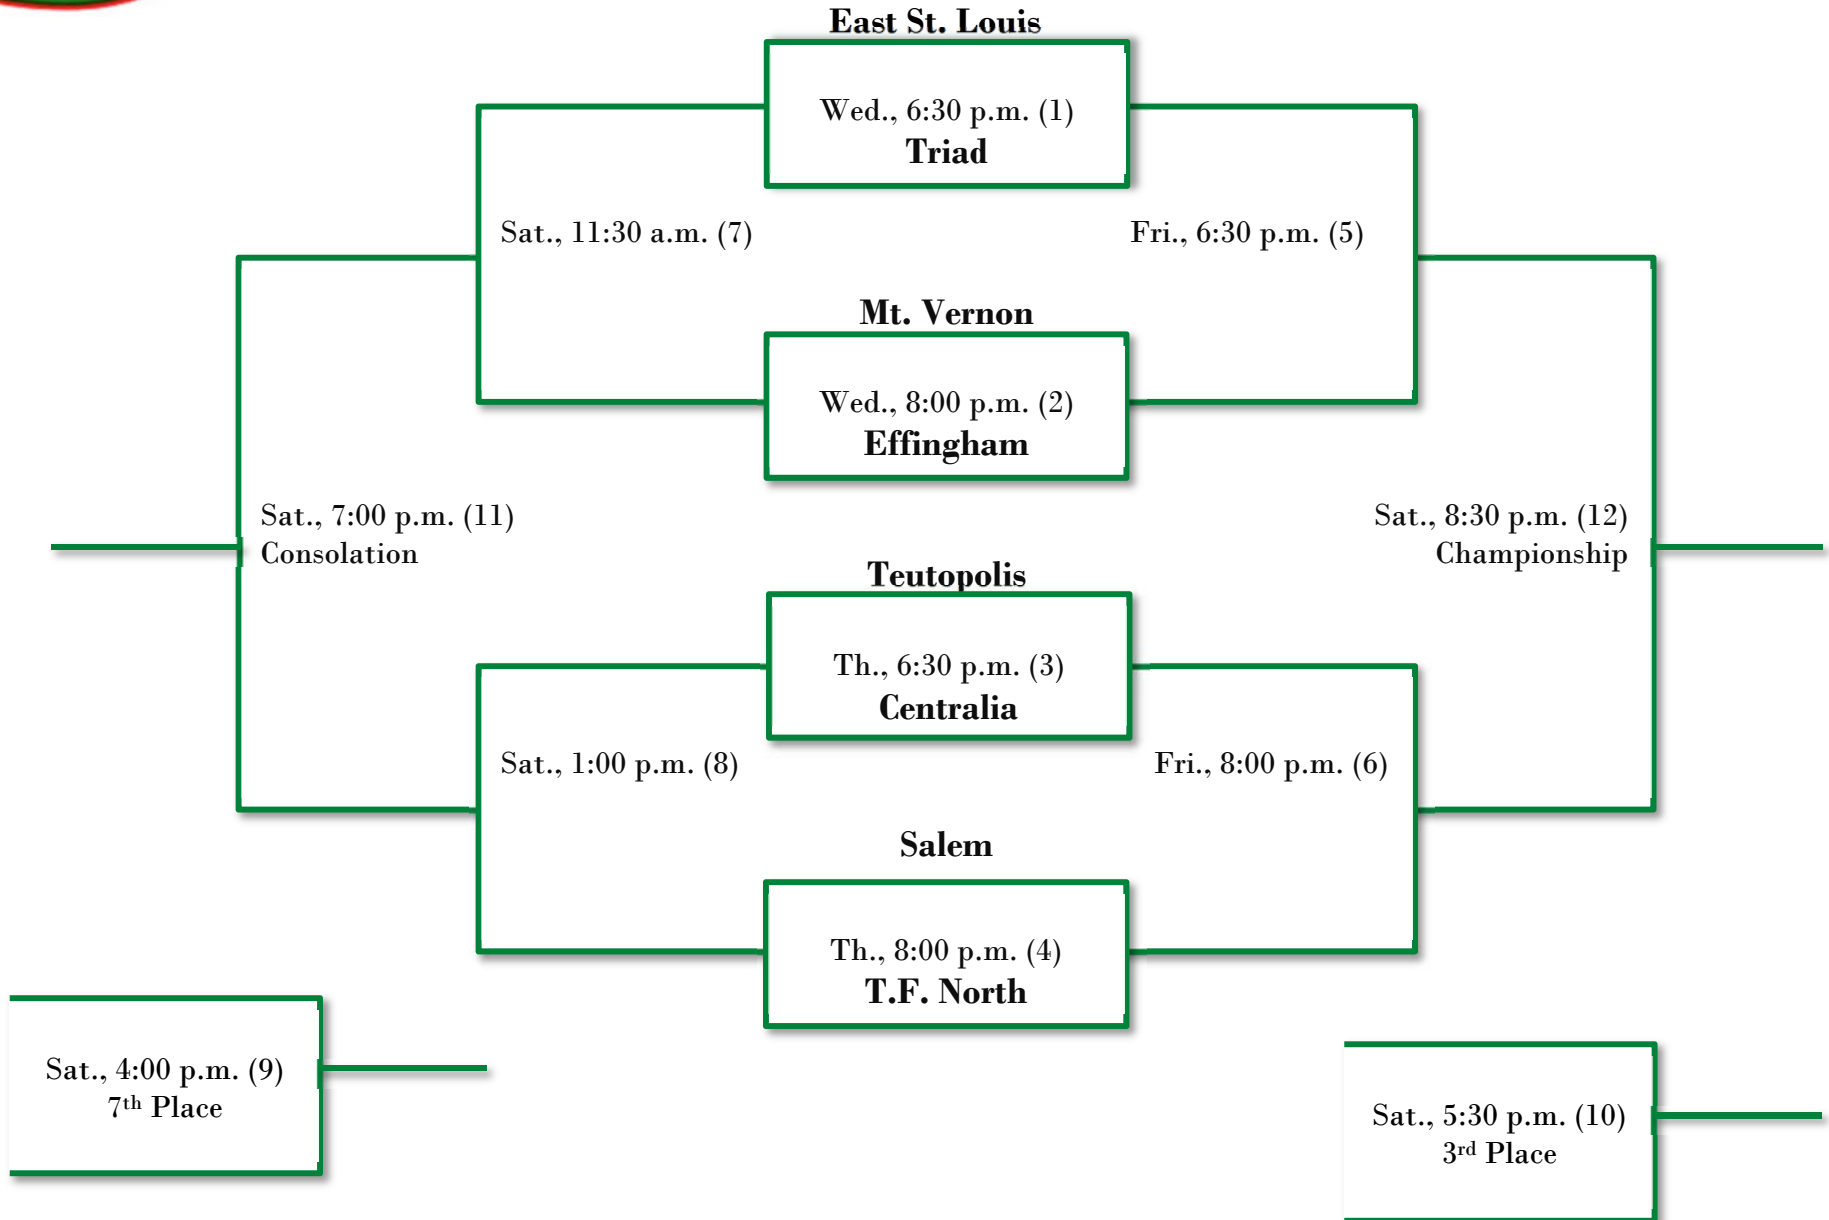 East St. Louis
Wed., 6:30 p.m. (1)
Triad
Sat., 11:30 a.m. (7)
Fri., 6:30 p.m. (5)
Mt. Vernon
Wed., 8:00 p.m. (2)
Effingham
Sat., 7:00 p.m. (11)
Consolation
Sat., 8:30 p.m. (12)
Championship
Teutopolis
Th., 6:30 p.m. (3)
Centralia
Sat., 1:00 p.m. (8)
Fri., 8:00 p.m. (6)
Salem
Th., 8:00 p.m. (4)
T.F. North
Sat., 4:00 p.m. (9)
7th Place
Sat., 5:30 p.m. (10)
3rd Place